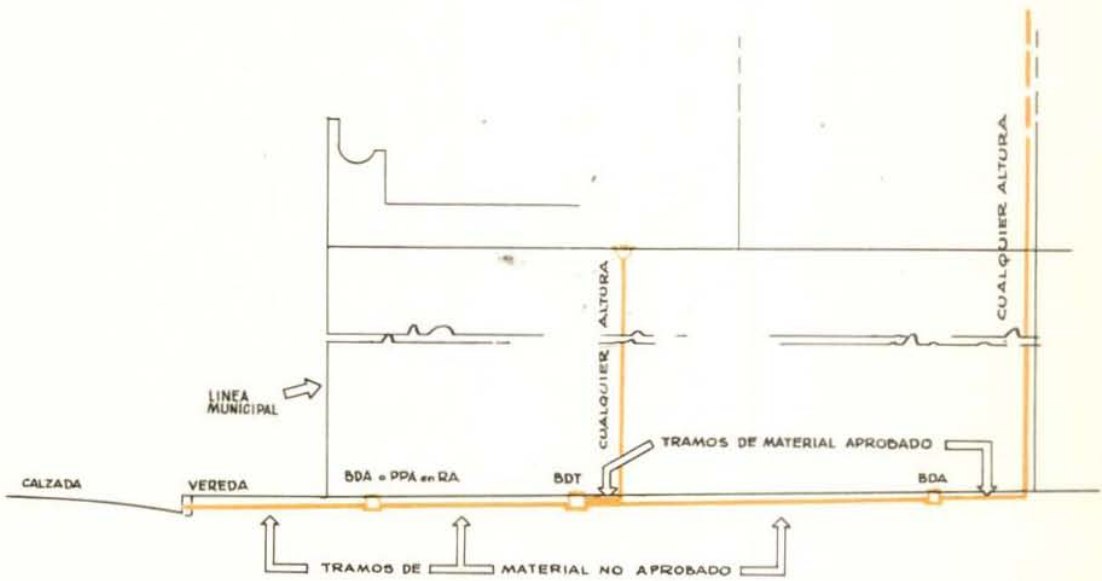 CUALQUIER ALTURA
CUALQUIER ALTURA
LINEA
MUNICIPAL
TRAMOS DE MATERIAL APROBADO
CALZADA
VEREDA
BDA o PPA en RA
BDT
BDA
TRAMOS DE MATERIAL NO APROBADO